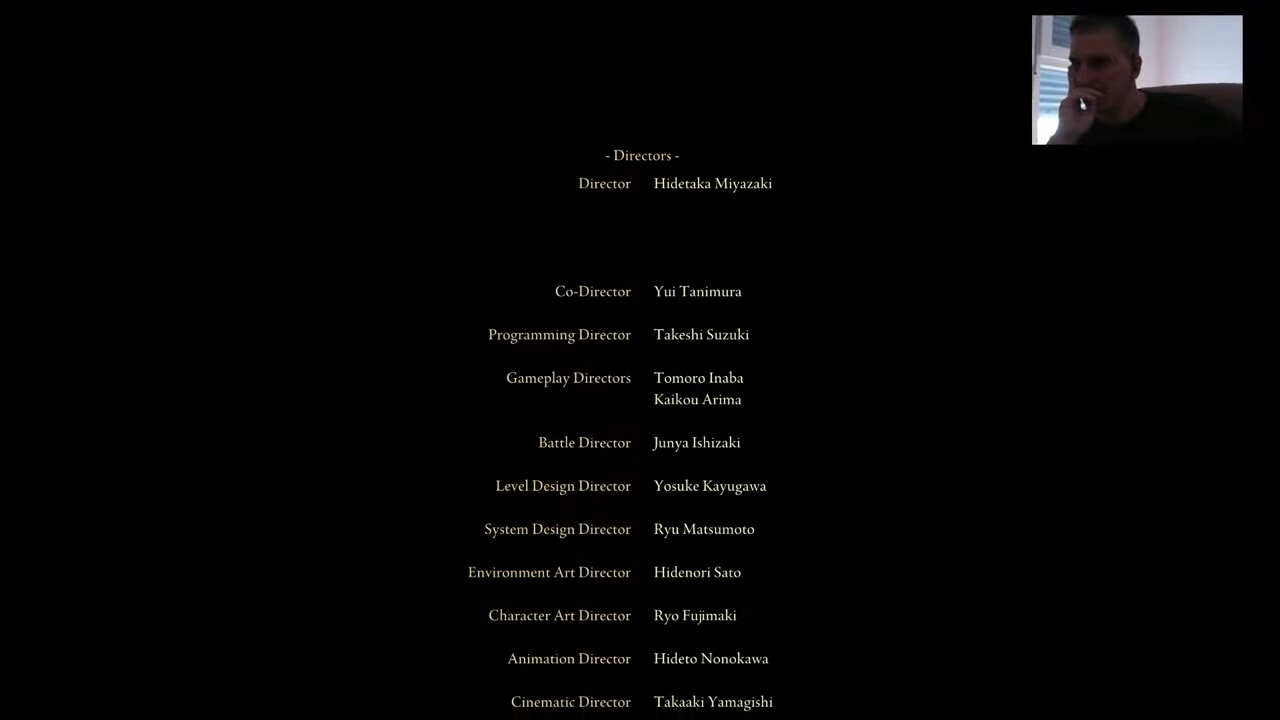 - Directors -
Director Hidetaka Miyazaki
Co-Director Yui Tanimura
Programming Director Takeshi Suzuki
Gameplay Directors Tomoro Inaba
Kaikou Arima
Battle Director Junya Ishizaki
Level Design Director Yosuke Kayugawa
System Design Director Ryu Matsumoto
Environment Art Director Hidenori Sato
Character Art Director Ryo Fujimaki
Animation Director Hideto Nonokawa
Cinematic Director Takaaki Yamagishi